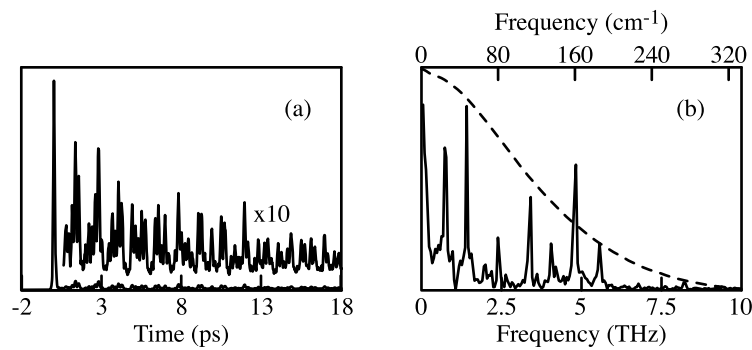 Frequency (cm-1)
0 80 160 240 320
(a)
(b)
x10
-2 3 8 13 18
0 2.5 5 7.5 10
Time (ps)
Frequency (THz)